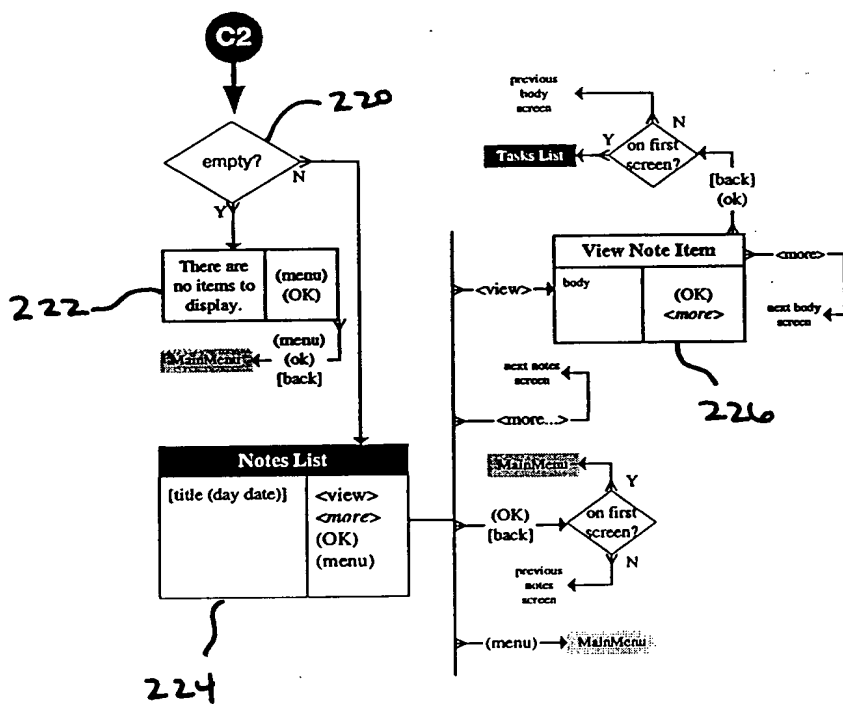 C2
220
empty?
N
Y
There are
no items to
display.
(menu)
(OK)
222
(menu)
(ok)
[back]
MainMenu
Notes List
[title (day date)]
<view>
<more>
(OK)
(menu)
224
previous
body
screen
N
Y
on first
screen?
Tasks List
[back]
(ok)
View Note Item
body
(OK)
<more>
<more>
next body
screen
226
<view>
next notes
screen
<more...>
MainMenu
Y
(OK)
[back]
on first
screen?
N
previous
notes
screen
(menu)
MainMenu